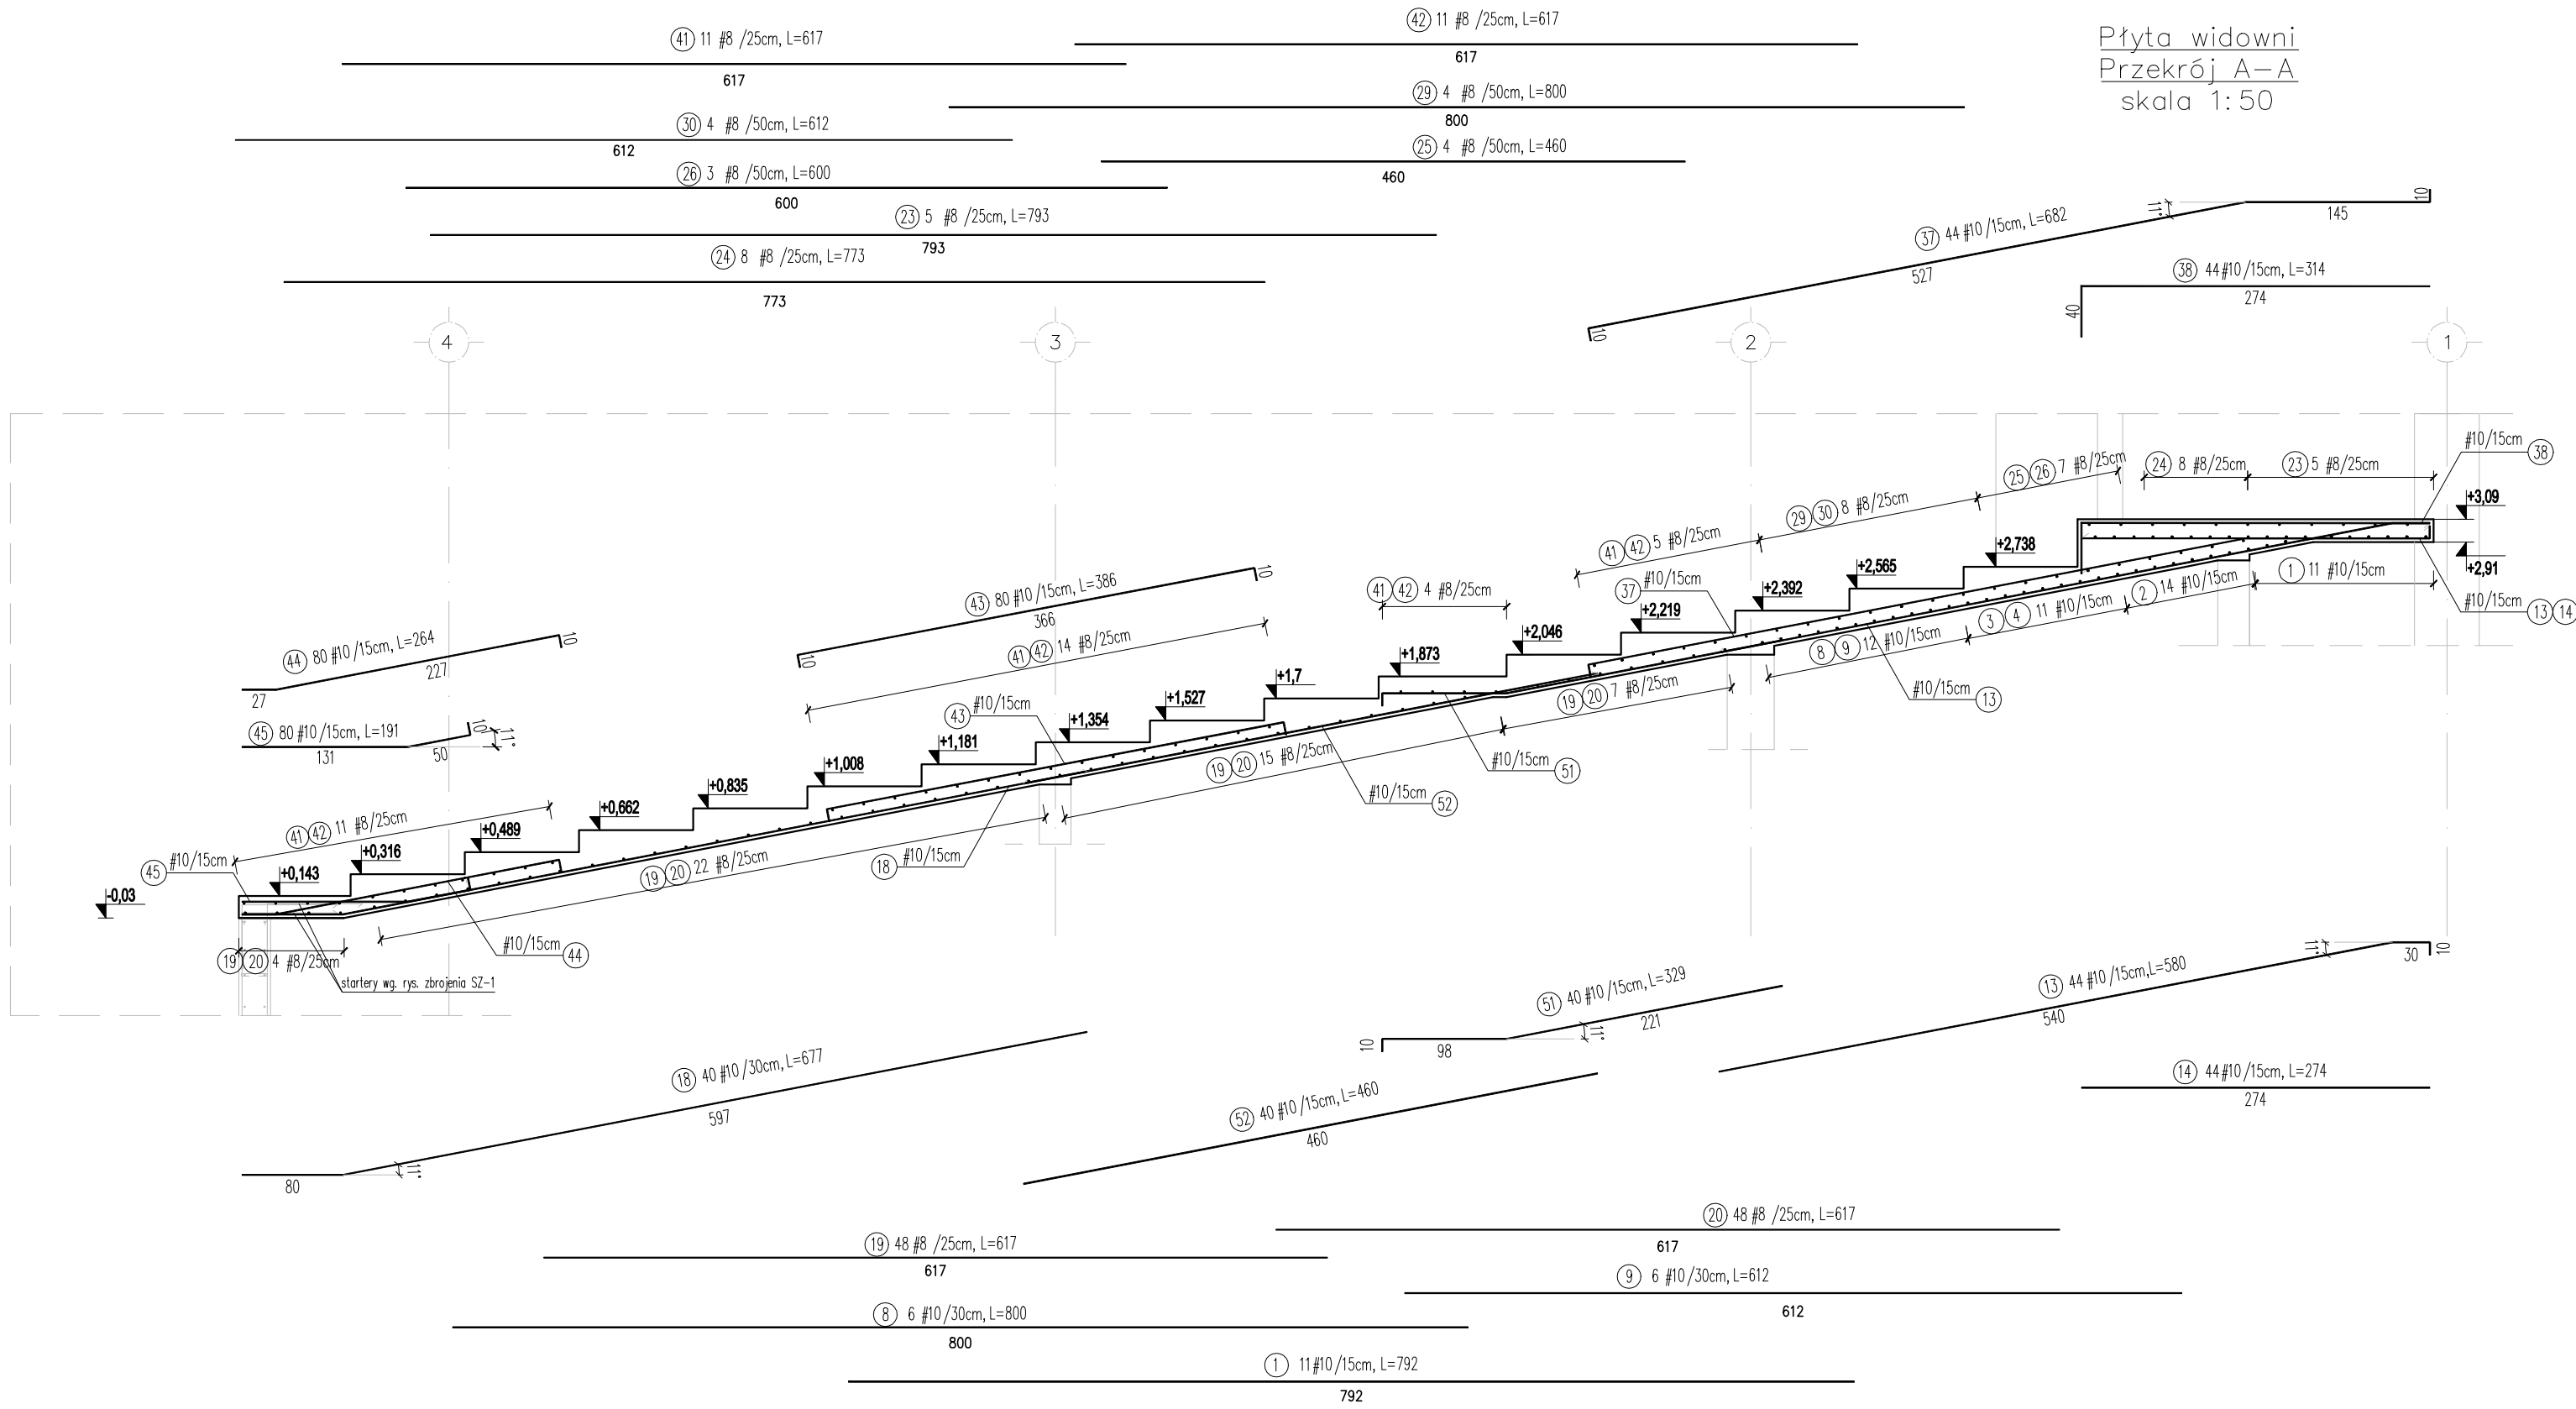 Płyta widowni
Przekrój A-A
skala 1:50
42 11 #8 /25cm, L=617
617
41 11 #8 /25cm, L=617
617
29 4 #8 /50cm, L=800
800
30 4 #8 /50cm, L=612
612
25 4 #8 /50cm, L=460
460
26 3 #8 /50cm, L=600
600
23 5 #8 /25cm, L=793
793
24 8 #8 /25cm, L=773
773
37 44 #10/15cm, L=682
10
527
11°
145
10
38 44#10/15cm, L=314
40
274
4
3
2
1
#10/15cm 38
24 8 #8/25cm
23 5 #8/25cm
25 26 7 #8/25cm
29 30 8 #8/25cm
41 42 5 #8/25cm
+3,09
+2,91
+2,738
+2,565
+2,392
+2,219
+2,046
+1,873
+1,7
+1,527
+1,354
+1,181
+1,008
+0,835
+0,662
+0,489
+0,316
+0,143
-0,03
#10/15cm 37
41 42 4 #8/25cm
1 11 #10/15cm
2 14 #10/15cm
3 4 11 #10/15cm
8 9 12 #10/15cm
#10/15cm 13 14
#10/15cm 13
43 80 #10/15cm, L=386
10
366
10
41 42 14 #8/25cm
43 #10/15cm
44 80 #10/15cm, L=264
27
227
10
45 80 #10/15cm, L=191
131
50
10
11°
19 20 7 #8/25cm
19 20 15 #8/25cm
#10/15cm 51
#10/15cm 52
41 42 11 #8/25cm
45 #10/15cm
19 20 22 #8/25cm
18 #10/15cm
#10/15cm 44
19 20 4 #8/25cm
startery wg. rys. zbrojenia SZ-1
13 44 #10/15cm, L=580
540
11°
30
10
51 40 #10/15cm, L=329
10
98
11°
221
18 40 #10/30cm, L=677
80
11°
597
52 40 #10/15cm, L=460
460
14 44#10/15cm, L=274
274
20 48 #8 /25cm, L=617
617
19 48 #8 /25cm, L=617
617
9 6 #10/30cm, L=612
612
8 6 #10/30cm, L=800
800
1 11#10/15cm, L=792
792